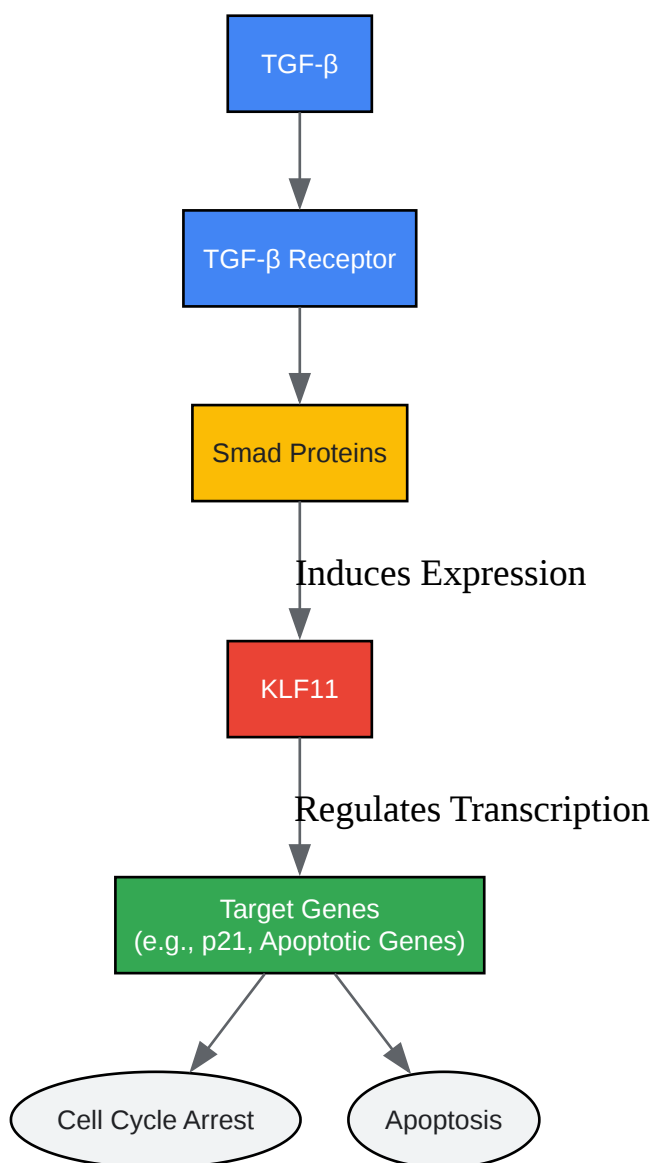 TGF-β
TGF-β Receptor
Smad Proteins
Induces Expression
KLF11
Regulates Transcription
Target Genes
(e.g., p21, Apoptotic Genes)
Cell Cycle Arrest
Apoptosis